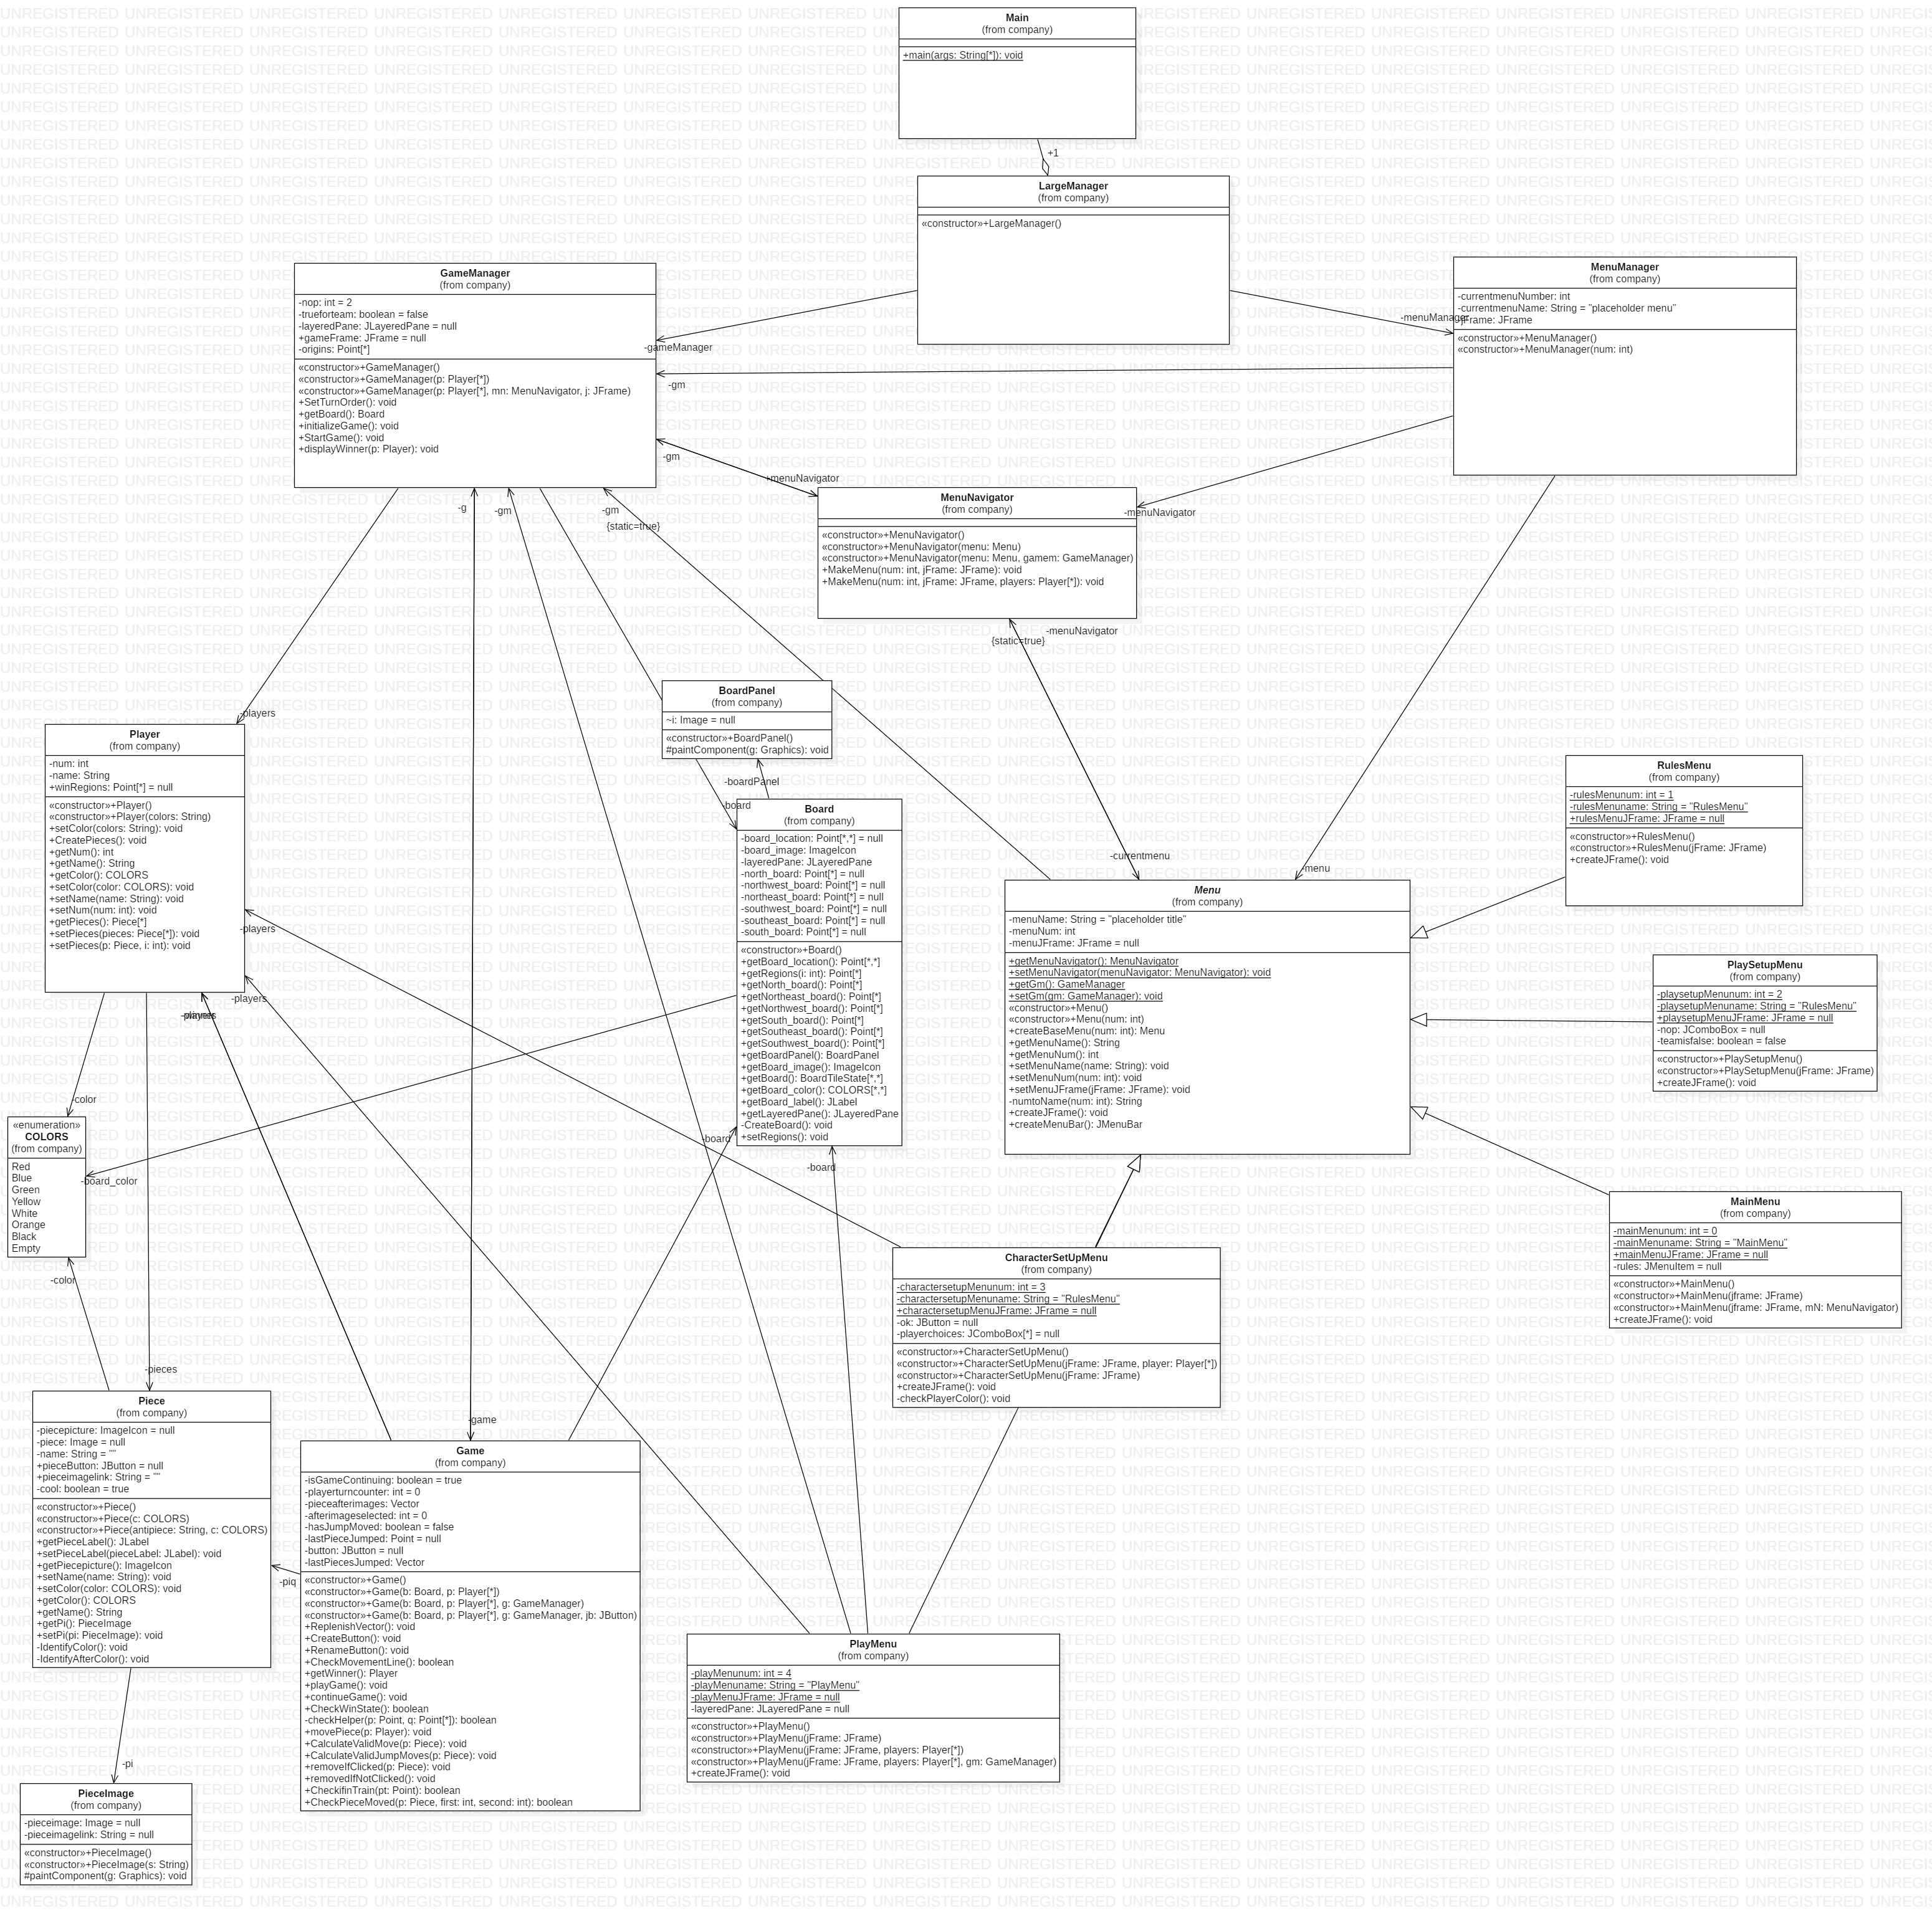 Main
(from company)
+main(args: String[*]): void
+1
LargeManager
(from company)
«constructor»+LargeManager()
GameManager
(from company)
-nop: int = 2
-trueforteam: boolean = false
-layeredPane: JLayeredPane = null
+gameFrame: JFrame = null
-origins: Point[*]
«constructor»+GameManager()
«constructor»+GameManager(p: Player[*])
«constructor»+GameManager(p: Player[*], mn: MenuNavigator, j: JFrame)
+SetTurnOrder(): void
+getBoard(): Board
+initializeGame(): void
+StartGame(): void
+displayWinner(p: Player): void
MenuManager
(from company)
-currentmenuNumber: int
-currentmenuName: String = "placeholder menu"
-jFrame: JFrame
«constructor»+MenuManager()
«constructor»+MenuManager(num: int)
-menuManager
-gameManager
-gm
-gm
-menuNavigator
-menuNavigator
-g
-gm
-gm
{static=true}
MenuNavigator
(from company)
«constructor»+MenuNavigator()
«constructor»+MenuNavigator(menu: Menu)
«constructor»+MenuNavigator(menu: Menu, gamem: GameManager)
+MakeMenu(num: int, jFrame: JFrame): void
+MakeMenu(num: int, jFrame: JFrame, players: Player[*]): void
-menuNavigator
{static=true}
BoardPanel
(from company)
~i: Image = null
«constructor»+BoardPanel()
#paintComponent(g: Graphics): void
-boardPanel
-board
-players
Player
(from company)
-num: int
-name: String
+winRegions: Point[*] = null
«constructor»+Player()
«constructor»+Player(colors: String)
+setColor(colors: String): void
+CreatePieces(): void
+getNum(): int
+getName(): String
+getColor(): COLORS
+setColor(color: COLORS): void
+setName(name: String): void
+setNum(num: int): void
+getPieces(): Piece[*]
+setPieces(pieces: Piece[*]): void
+setPieces(p: Piece, i: int): void
-players
-players
Board
(from company)
-board_location: Point[*,*] = null
-board_image: ImageIcon
-layeredPane: JLayeredPane
-north_board: Point[*] = null
-northwest_board: Point[*] = null
-northeast_board: Point[*] = null
-southwest_board: Point[*] = null
-southeast_board: Point[*] = null
-south_board: Point[*] = null
«constructor»+Board()
+getBoard_location(): Point[*,*]
+getRegions(i: int): Point[*]
+getNorth_board(): Point[*]
+getNortheast_board(): Point[*]
+getNorthwest_board(): Point[*]
+getSouth_board(): Point[*]
+getSoutheast_board(): Point[*]
+getSouthwest_board(): Point[*]
+getBoardPanel(): BoardPanel
+getBoard_image(): ImageIcon
+getBoard(): BoardTileState[*,*]
+getBoard_color(): COLORS[*,*]
+getBoard_label(): JLabel
+getLayeredPane(): JLayeredPane
-CreateBoard(): void
+setRegions(): void
-board
-board
-currentmenu
-menu
Menu
(from company)
-menuName: String = "placeholder title"
-menuNum: int
-menuJFrame: JFrame = null
+getMenuNavigator(): MenuNavigator
+setMenuNavigator(menuNavigator: MenuNavigator): void
+getGm(): GameManager
+setGm(gm: GameManager): void
«constructor»+Menu()
«constructor»+Menu(num: int)
+createBaseMenu(num: int): Menu
+getMenuName(): String
+getMenuNum(): int
+setMenuName(name: String): void
+setMenuNum(num: int): void
+setMenuJFrame(jFrame: JFrame): void
-numtoName(num: int): String
+createJFrame(): void
+createMenuBar(): JMenuBar
RulesMenu
(from company)
-rulesMenunum: int = 1
-rulesMenuname: String = "RulesMenu"
+rulesMenuJFrame: JFrame = null
«constructor»+RulesMenu()
«constructor»+RulesMenu(jFrame: JFrame)
+createJFrame(): void
PlaySetupMenu
(from company)
-playsetupMenunum: int = 2
-playsetupMenuname: String = "RulesMenu"
+playsetupMenuJFrame: JFrame = null
-nop: JComboBox = null
-teamisfalse: boolean = false
«constructor»+PlaySetupMenu()
«constructor»+PlaySetupMenu(jFrame: JFrame)
+createJFrame(): void
MainMenu
(from company)
-mainMenunum: int = 0
-mainMenuname: String = "MainMenu"
+mainMenuJFrame: JFrame = null
-rules: JMenuItem = null
«constructor»+MainMenu()
«constructor»+MainMenu(jframe: JFrame)
«constructor»+MainMenu(jframe: JFrame, mN: MenuNavigator)
+createJFrame(): void
-color
«enumeration»
COLORS
(from company)
Red
Blue
Green
Yellow
White
Orange
Black
Empty
-board_color
-color
CharacterSetUpMenu
(from company)
-charactersetupMenunum: int = 3
-charactersetupMenuname: String = "RulesMenu"
+charactersetupMenuJFrame: JFrame = null
-ok: JButton = null
-playerchoices: JComboBox[*] = null
«constructor»+CharacterSetUpMenu()
«constructor»+CharacterSetUpMenu(jFrame: JFrame, player: Player[*])
«constructor»+CharacterSetUpMenu(jFrame: JFrame)
+createJFrame(): void
-checkPlayerColor(): void
-pieces
Piece
(from company)
-piecepicture: ImageIcon = null
-piece: Image = null
-name: String = ""
+pieceButton: JButton = null
+pieceimagelink: String = ""
-cool: boolean = true
«constructor»+Piece()
«constructor»+Piece(c: COLORS)
«constructor»+Piece(antipiece: String, c: COLORS)
+getPieceLabel(): JLabel
+setPieceLabel(pieceLabel: JLabel): void
+getPiecepicture(): ImageIcon
+setName(name: String): void
+setColor(color: COLORS): void
+getColor(): COLORS
+getName(): String
+getPi(): PieceImage
+setPi(pi: PieceImage): void
-IdentifyColor(): void
-IdentifyAfterColor(): void
-piq
-game
Game
(from company)
-isGameContinuing: boolean = true
-playerturncounter: int = 0
-pieceafterimages: Vector
-afterimageselected: int = 0
-hasJumpMoved: boolean = false
-lastPieceJumped: Point = null
-button: JButton = null
-lastPiecesJumped: Vector
«constructor»+Game()
«constructor»+Game(b: Board, p: Player[*])
«constructor»+Game(b: Board, p: Player[*], g: GameManager)
«constructor»+Game(b: Board, p: Player[*], g: GameManager, jb: JButton)
+ReplenishVector(): void
+CreateButton(): void
+RenameButton(): void
+CheckMovementLine(): boolean
+getWinner(): Player
+playGame(): void
+continueGame(): void
+CheckWinState(): boolean
-checkHelper(p: Point, q: Point[*]): boolean
+movePiece(p: Player): void
+CalculateValidMove(p: Piece): void
+CalculateValidJumpMoves(p: Piece): void
+removeIfClicked(p: Piece): void
+removedIfNotClicked(): void
+CheckifinTrain(pt: Point): boolean
+CheckPieceMoved(p: Piece, first: int, second: int): boolean
PlayMenu
(from company)
-playMenunum: int = 4
-playMenuname: String = "PlayMenu"
-playMenuJFrame: JFrame = null
-layeredPane: JLayeredPane = null
«constructor»+PlayMenu()
«constructor»+PlayMenu(jFrame: JFrame)
«constructor»+PlayMenu(jFrame: JFrame, players: Player[*])
«constructor»+PlayMenu(jFrame: JFrame, players: Player[*], gm: GameManager)
+createJFrame(): void
-pi
PieceImage
(from company)
-pieceimage: Image = null
-pieceimagelink: String = null
«constructor»+PieceImage()
«constructor»+PieceImage(s: String)
#paintComponent(g: Graphics): void